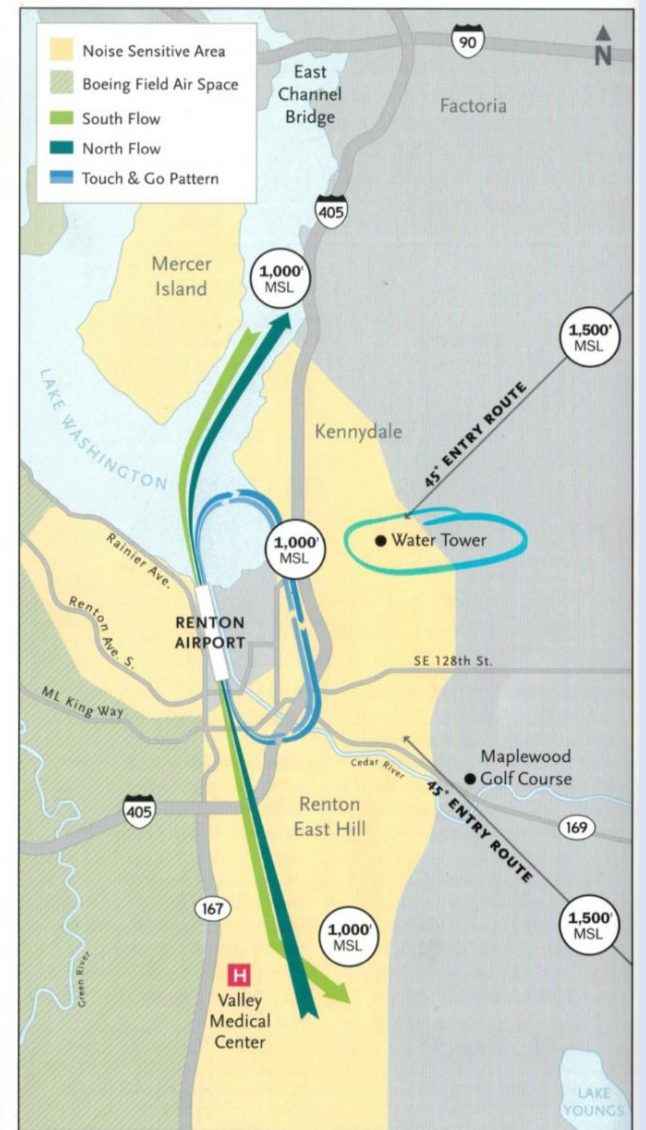 Noise Sensitive Area
Boeing Field Air Space
South Flow
North Flow
Touch & Go Pattern
90
N
East
Channel
Bridge
Factoria
405
Mercer
Island
1,000'
MSL
1,500'
MSL
LAKE WASHINGTON
Kennydale
45° ENTRY ROUTE
Water Tower
1,000'
MSL
Rainier Ave.
RENTON
AIRPORT
Renton Ave. S.
SE 128th St.
ML King Way
Cedar River
Maplewood
Golf Course
405
Renton
East Hill
45° ENTRY ROUTE
169
167
1,000'
MSL
1,500'
MSL
H
Valley
Medical
Center
Green River
LAKE
YOUNGS